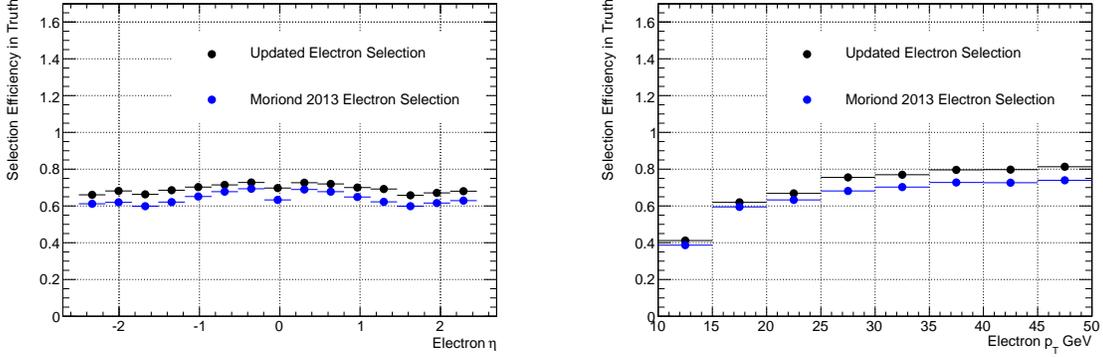 Selection Efficiency in Truth
1.6
1.4
1.2
1
0.8
0.6
0.4
0.2
0
Updated Electron Selection
Moriond 2013 Electron Selection
-2 -1 0 1 2
Electron η
Selection Efficiency in Truth
1.6
1.4
1.2
1
0.8
0.6
0.4
0.2
0
Updated Electron Selection
Moriond 2013 Electron Selection
10 15 20 25 30 35 40 45 50
Electron p_T GeV